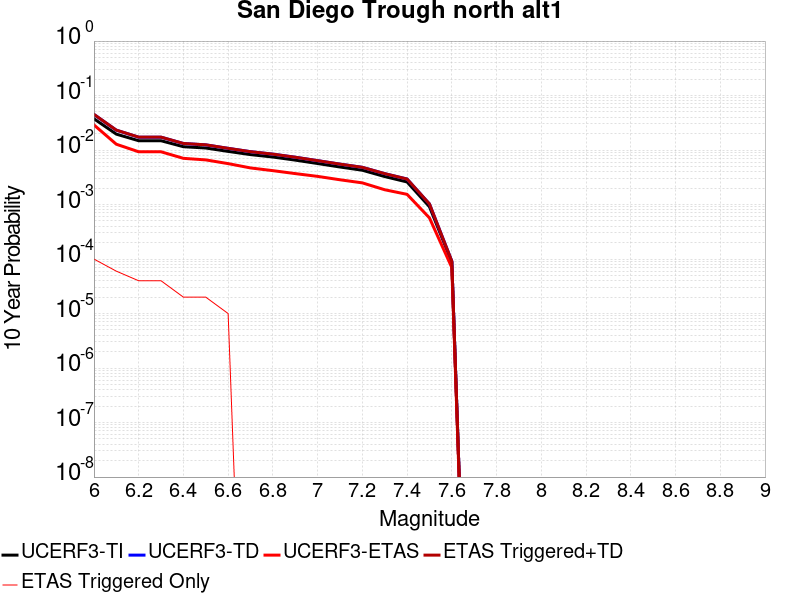 San Diego Trough north alt1
10^0
10^-1
10^-2
10^-3
10^-4
10^-5
10^-6
10^-7
10^-8
10 Year Probability
6 6.2 6.4 6.6 6.8 7 7.2 7.4 7.6 7.8 8 8.2 8.4 8.6 8.8 9
Magnitude
UCERF3-TI UCERF3-TD UCERF3-ETAS ETAS Triggered+TD
ETAS Triggered Only